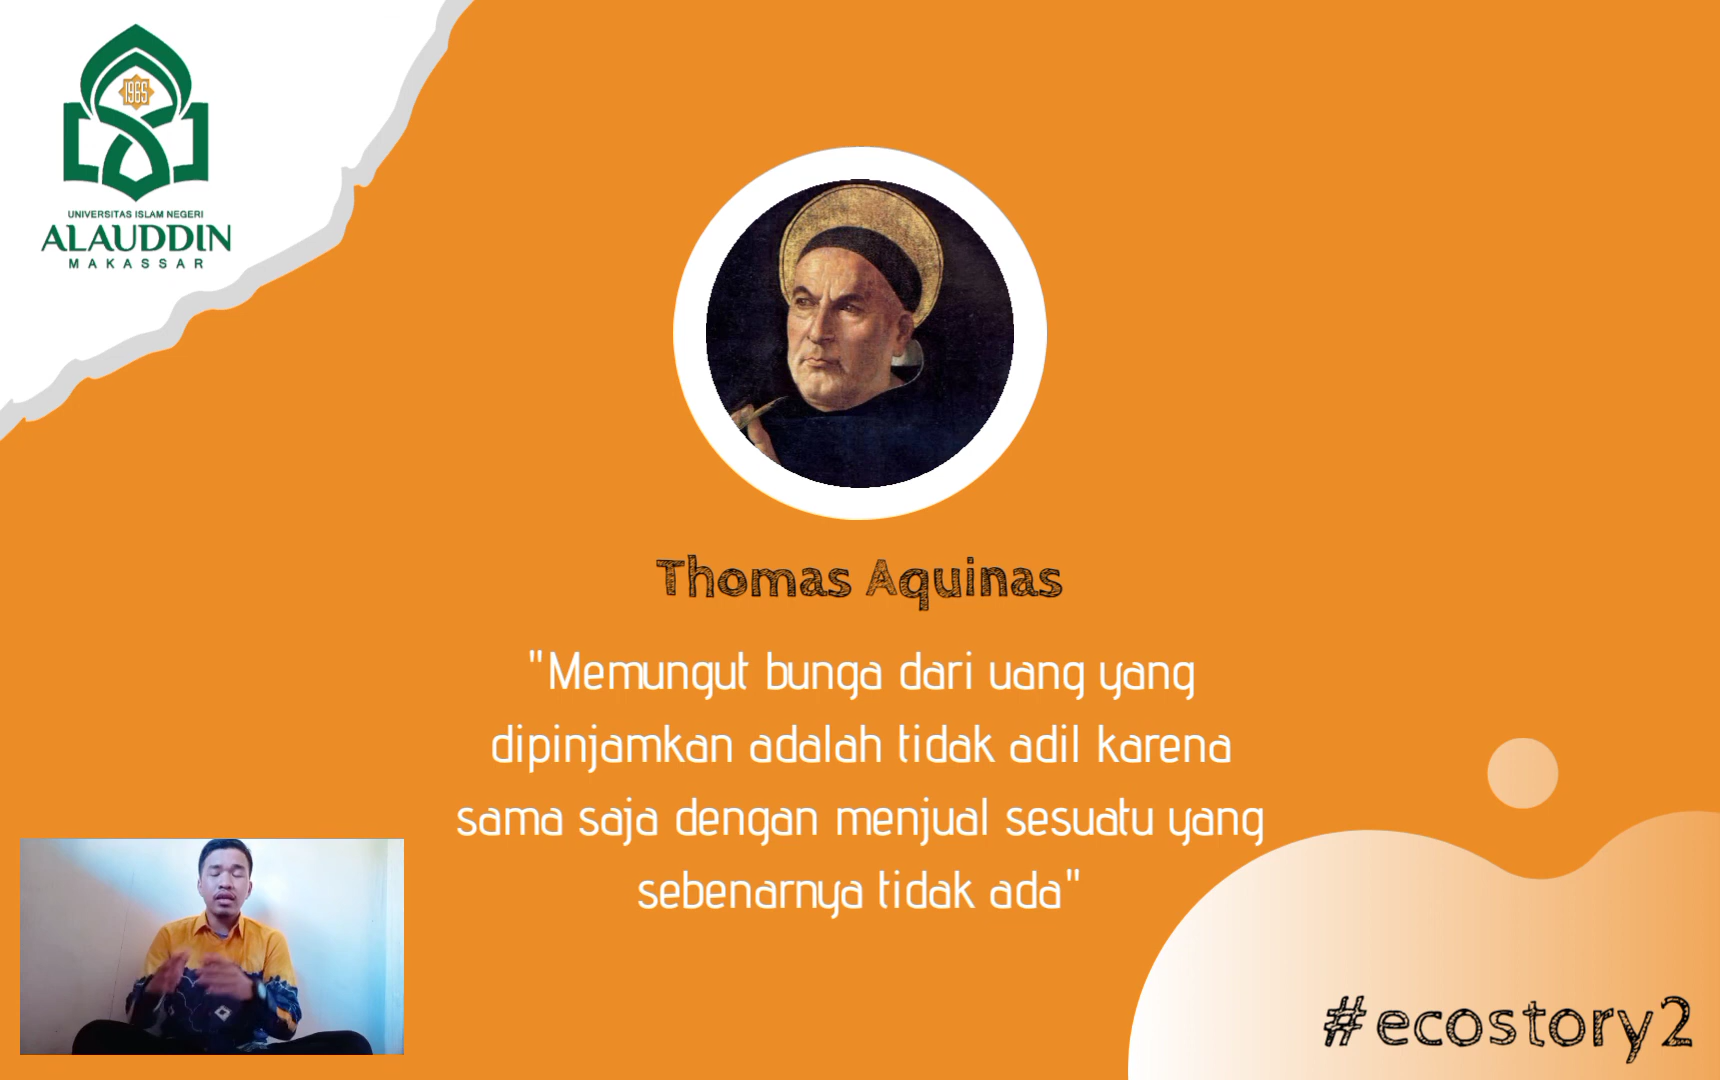 1965
UNIVERSITAS ISLAM NEGERI
ALAUDDIN
MAKASSAR
Thomas Aquinas
"Memungut bunga dari uang yang
dipinjamkan adalah tidak adil karena
sama saja dengan menjual sesuatu yang
sebenarnya tidak ada"
#ecostory2